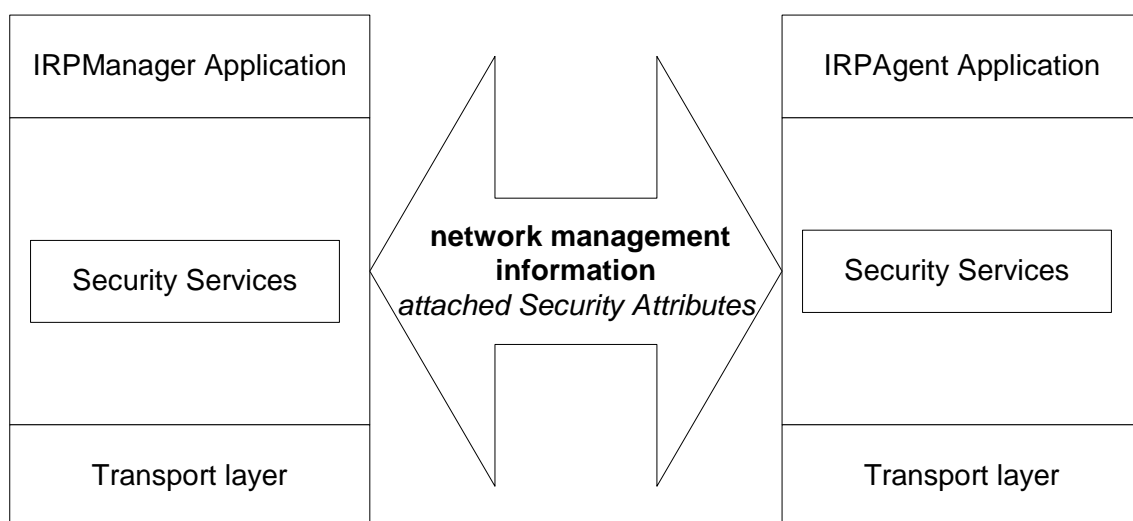 IRPManager Application
Security Services
Transport layer
network management
information
attached Security Attributes
IRPAgent Application
Security Services
Transport layer